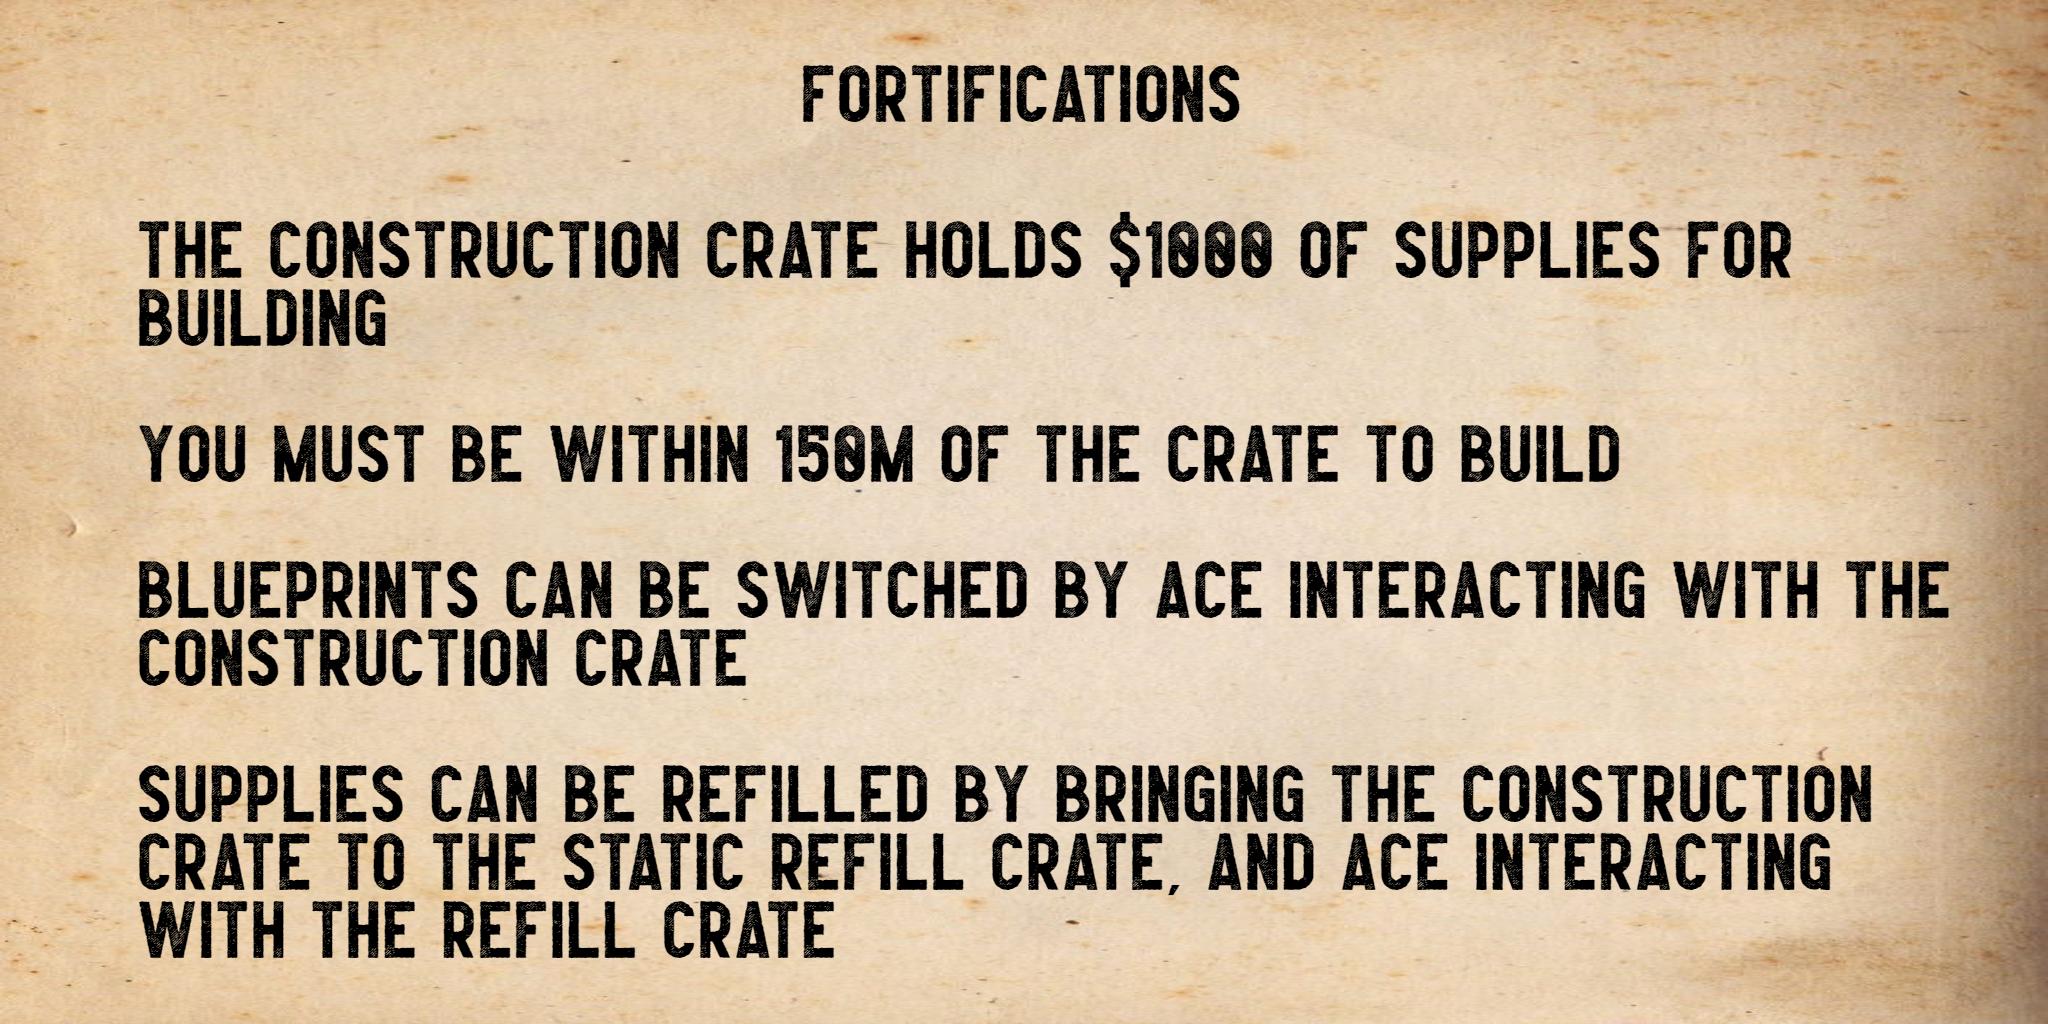 FORTIFICATIONS
THE CONSTRUCTION CRATE HOLDS $1000 OF SUPPLIES FOR
BUILDING
YOU MUST BE WITHIN 150M OF THE CRATE TO BUILD
BLUEPRINTS CAN BE SWITCHED BY ACE INTERACTING WITH THE
CONSTRUCTION CRATE
SUPPLIES CAN BE REFILLED BY BRINGING THE CONSTRUCTION
CRATE TO THE STATIC REFILL CRATE, AND ACE INTERACTING
WITH THE REFILL CRATE